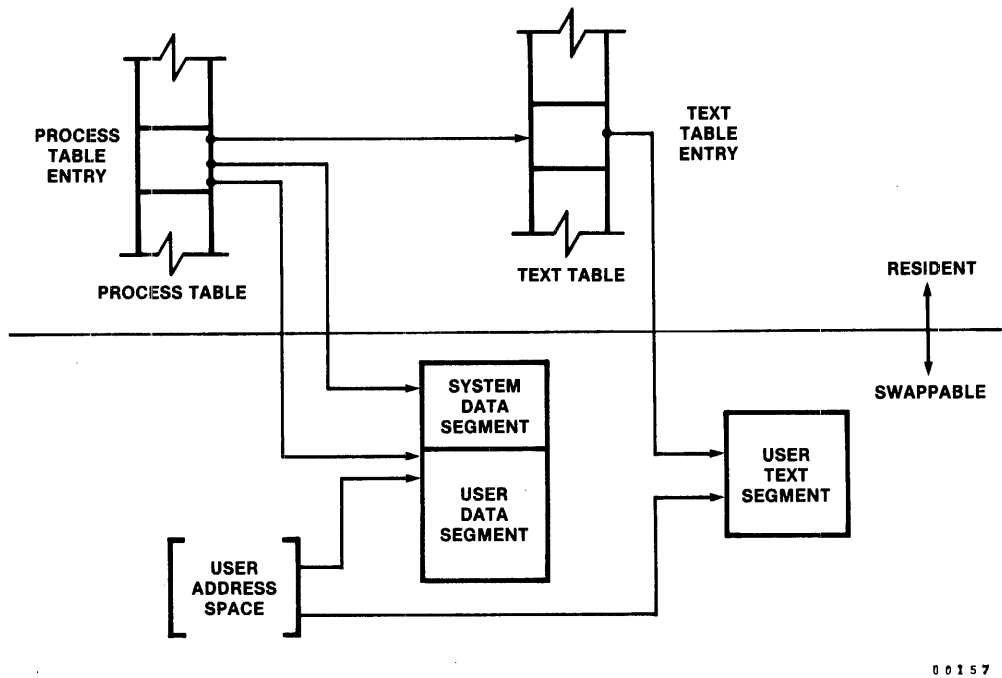 PROCESS
TABLE
ENTRY
TEXT
TABLE
ENTRY
PROCESS TABLE
TEXT TABLE
RESIDENT
SWAPPABLE
SYSTEM
DATA
SEGMENT
USER
DATA
SEGMENT
USER
TEXT
SEGMENT
USER
ADDRESS
SPACE
00157